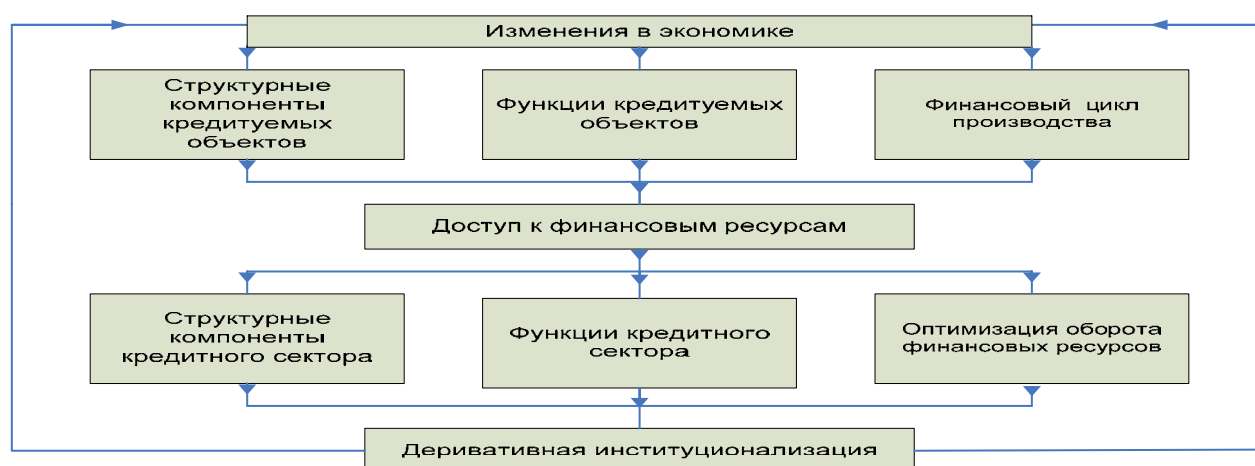 Изменения в экономике
Структурные
компоненты
кредитуемых
объектов
Функции кредитуемых
объектов
Финансовый цикл
производства
Доступ к финансовым ресурсам
Структурные
компоненты
кредитного сектора
Функции кредитного
сектора
Оптимизация оборота
финансовых ресурсов
Деривативная институционализация